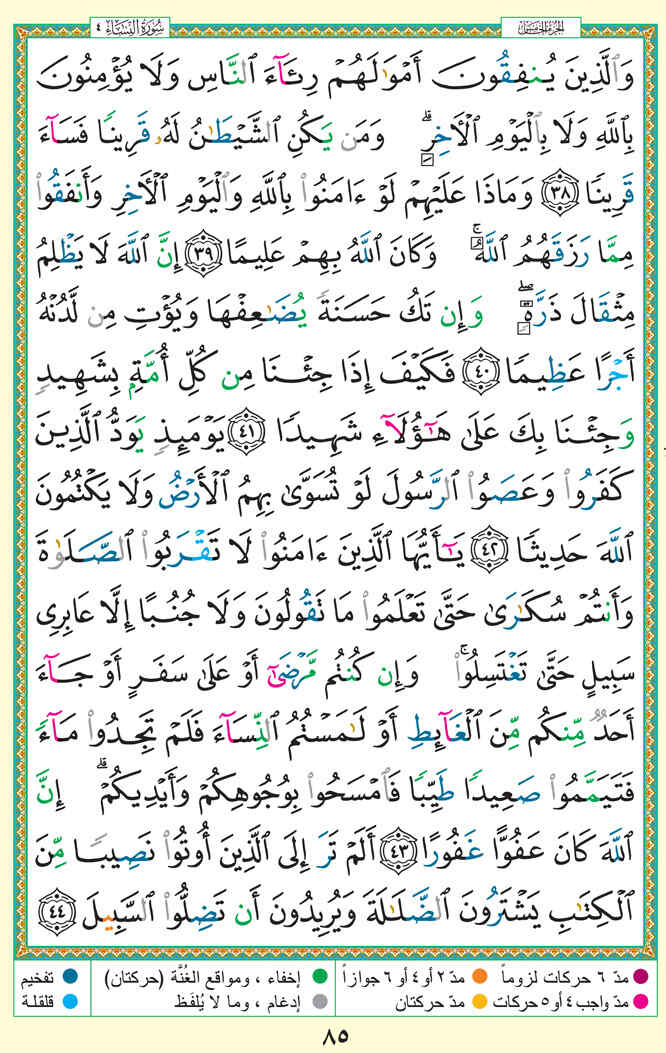 سُورَةُ النِّسَاءِ ٤
الجُزْءُ الخَامِسُ
وَٱلَّذِينَ يُنفِقُونَ أَمْوَٰلَهُمْ رِئَآءَ ٱلنَّاسِ وَلَا يُؤْمِنُونَ
بِٱللَّهِ وَلَا بِٱلْيَوْمِ ٱلْأَخِرِ ۗ وَمَن يَكُنِ ٱلشَّيْطَٰنُ لَهُۥ قَرِينًا فَسَآءَ
قَرِينًا ﴿٣٨﴾ وَمَاذَا عَلَيْهِمْ لَوْ ءَامَنُوا۟ بِٱللَّهِ وَٱلْيَوْمِ ٱلْأَخِرِ وَأَنفَقُوا۟
مِمَّا رَزَقَهُمُ ٱللَّهُ ۚ وَكَانَ ٱللَّهُ بِهِمْ عَلِيمًا ﴿٣٩﴾ إِنَّ ٱللَّهَ لَا يَظْلِمُ
مِثْقَالَ ذَرَّةٍ ۖ وَإِن تَكُ حَسَنَةً يُضَٰعِفْهَا وَيُؤْتِ مِن لَّدُنْهُ
أَجْرًا عَظِيمًا ﴿٤٠﴾ فَكَيْفَ إِذَا جِئْنَا مِن كُلِّ أُمَّةٍۭ بِشَهِيدٍ
وَجِئْنَا بِكَ عَلَىٰ هَٰٓؤُلَآءِ شَهِيدًا ﴿٤١﴾ يَوْمَئِذٍ يَوَدُّ ٱلَّذِينَ
كَفَرُوا۟ وَعَصَوُا۟ ٱلرَّسُولَ لَوْ تُسَوَّىٰ بِهِمُ ٱلْأَرْضُ وَلَا يَكْتُمُونَ
ٱللَّهَ حَدِيثًا ﴿٤٢﴾ يَٰٓأَيُّهَا ٱلَّذِينَ ءَامَنُوا۟ لَا تَقْرَبُوا۟ ٱلصَّلَوٰةَ
وَأَنتُمْ سُكَٰرَىٰ حَتَّىٰ تَعْلَمُوا۟ مَا تَقُولُونَ وَلَا جُنُبًا إِلَّا عَابِرِى
سَبِيلٍ حَتَّىٰ تَغْتَسِلُوا۟ ۚ وَإِن كُنتُم مَّرْضَىٰٓ أَوْ عَلَىٰ سَفَرٍ أَوْ جَآءَ
أَحَدٌ مِّنكُم مِّنَ ٱلْغَآئِطِ أَوْ لَٰمَسْتُمُ ٱلنِّسَآءَ فَلَمْ تَجِدُوا۟ مَآءً
فَتَيَمَّمُوا۟ صَعِيدًا طَيِّبًا فَٱمْسَحُوا۟ بِوُجُوهِكُمْ وَأَيْدِيكُمْ ۗ إِنَّ
ٱللَّهَ كَانَ عَفُوًّا غَفُورًا ﴿٤٣﴾ أَلَمْ تَرَ إِلَى ٱلَّذِينَ أُوتُوا۟ نَصِيبًا مِّنَ
ٱلْكِتَٰبِ يَشْتَرُونَ ٱلضَّلَٰلَةَ وَيُرِيدُونَ أَن تَضِلُّوا۟ ٱلسَّبِيلَ ﴿٤٤﴾
مدّ ٦ حركات لزوماً مدّ ٢ أو ٤ أو ٦ جوازاً إخفاء ، ومواقع الغُنَّة (حركتان) تفخيم
مدّ واجب ٤ أو ٥ حركات مدّ حركتان إدغام ، وما لا يُلفَظ قلقلة
٨٥